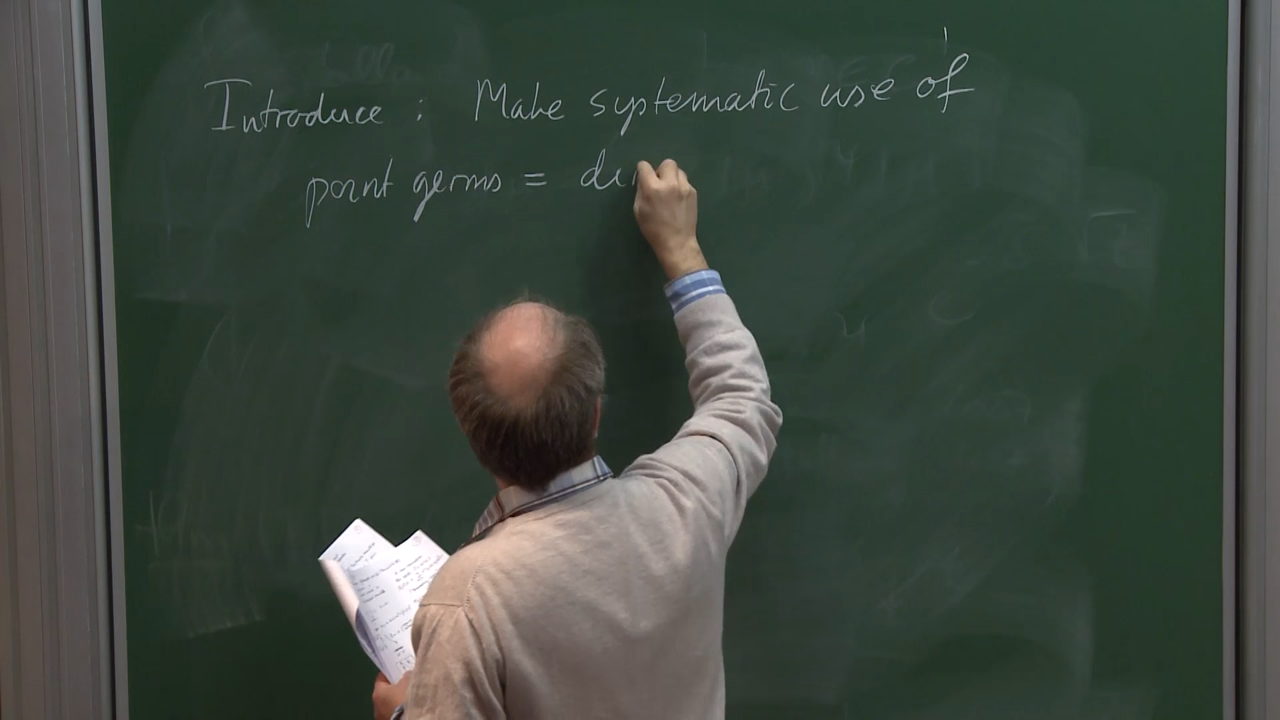 Introduce : Make systematic use of
point germs =